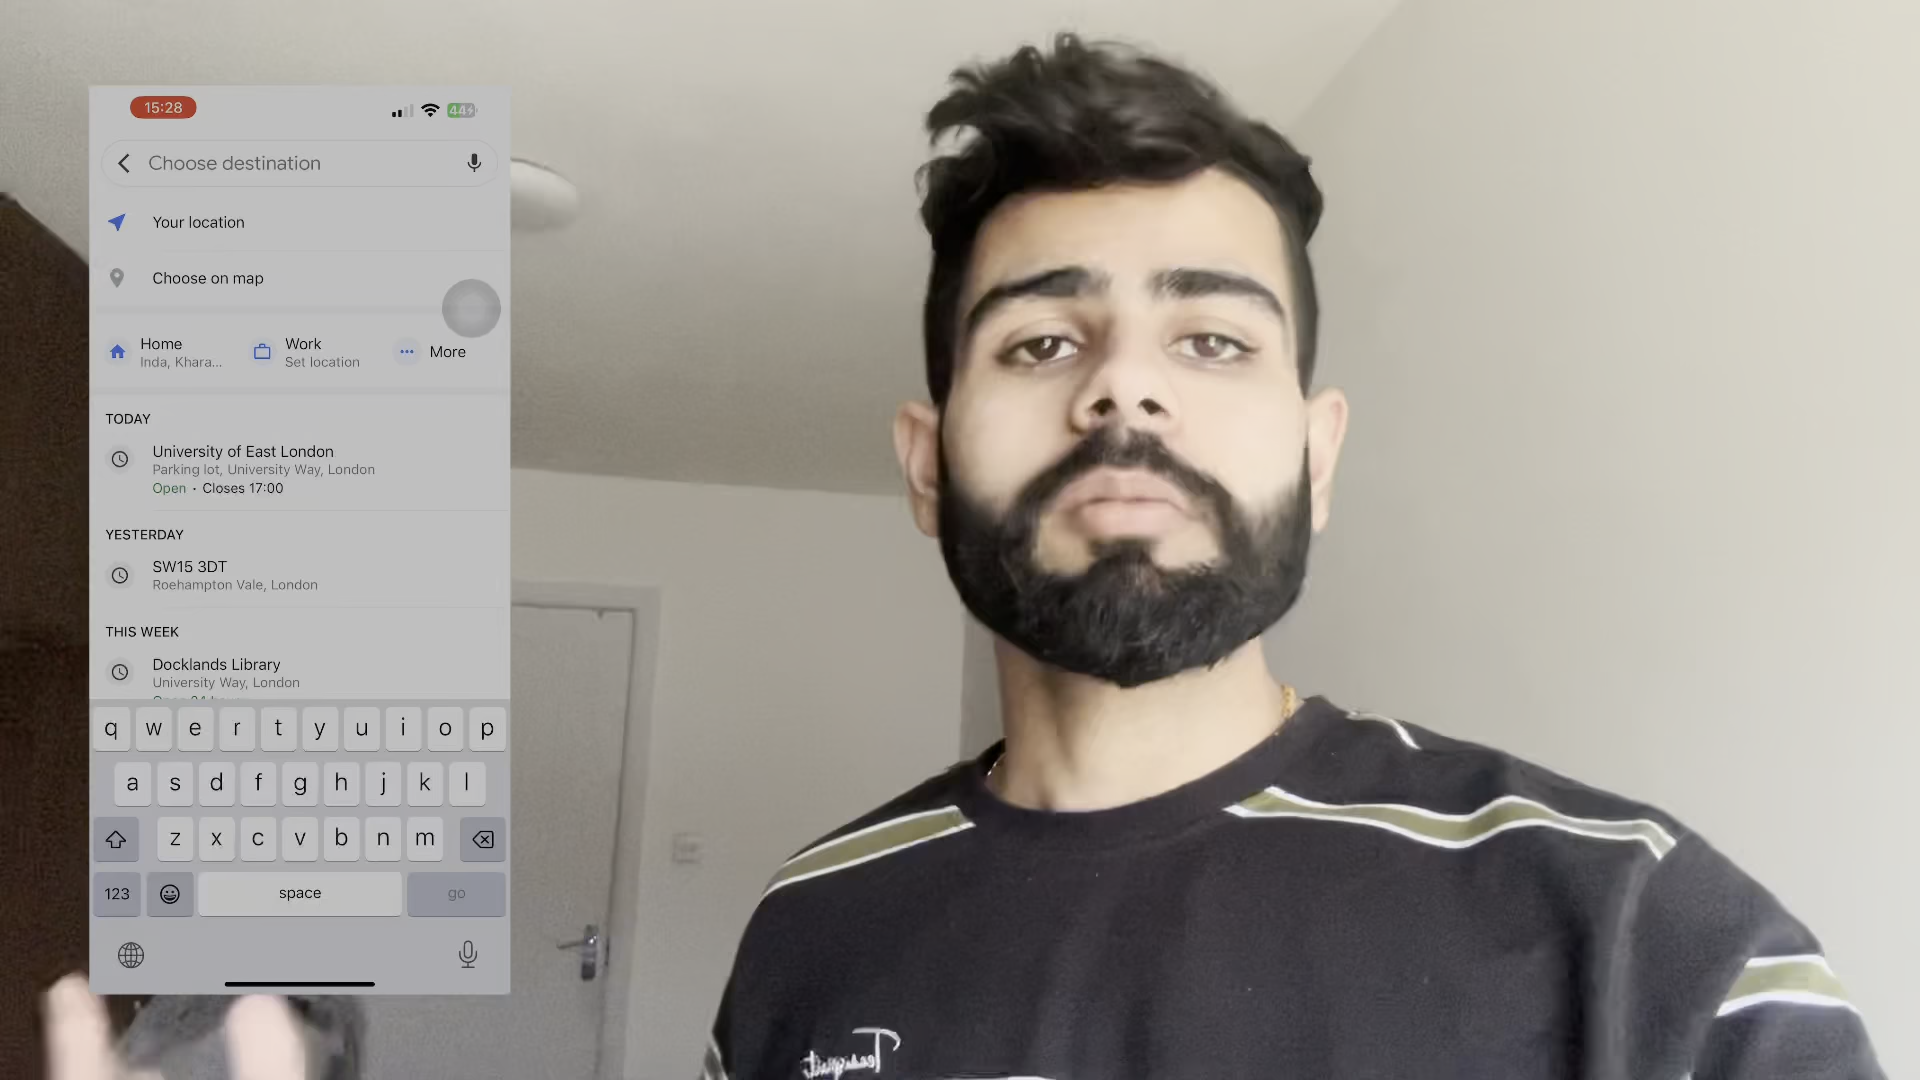 15:28
44
Choose destination
Your location
Choose on map
Home
Inda, Khara...
Work
Set location
More
TODAY
University of East London
Parking lot, University Way, London
Open · Closes 17:00
YESTERDAY
SW15 3DT
Roehampton Vale, London
THIS WEEK
Docklands Library
University Way, London
q w e r t y u i o p
a s d f g h j k l
z x c v b n m
123
space
go